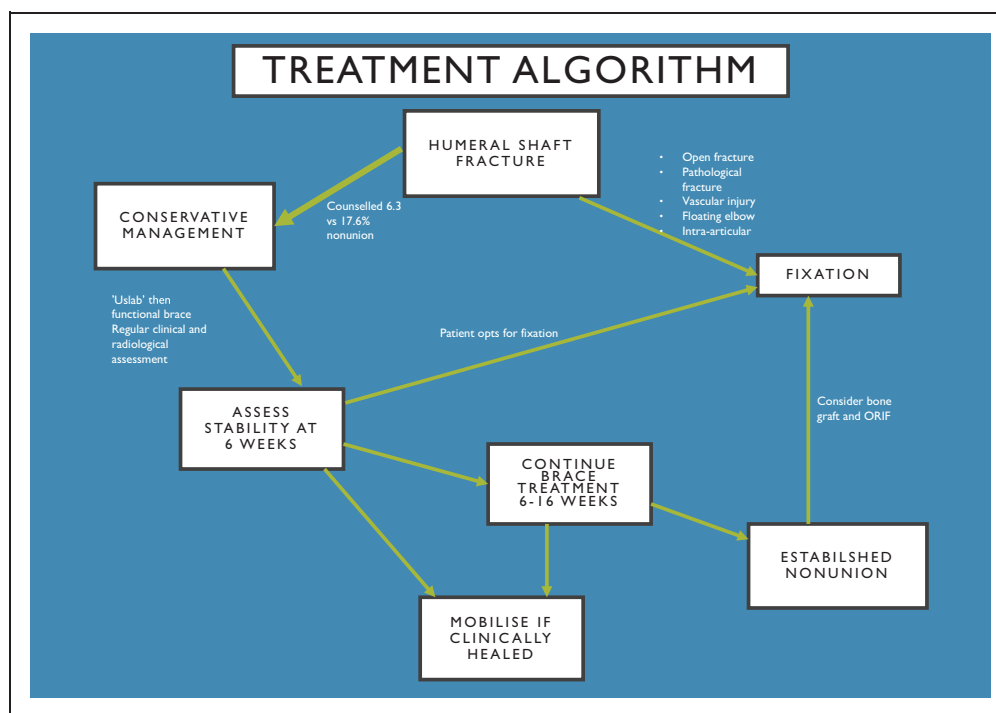 TREATMENT ALGORITHM
HUMERAL SHAFT
FRACTURE
• Open fracture
• Pathological
fracture
• Vascular injury
• Floating elbow
• Intra-articular
Counselled 6.3
vs 17.6%
nonunion
CONSERVATIVE
MANAGEMENT
FIXATION
'Uslab' then
functional brace
Regular clinical and
radiological
assessment
Patient opts for fixation
Consider bone
graft and ORIF
ASSESS
STABILITY AT
6 WEEKS
CONTINUE
BRACE
TREATMENT
6-16 WEEKS
ESTABILSHED
NONUNION
MOBILISE IF
CLINICALLY
HEALED